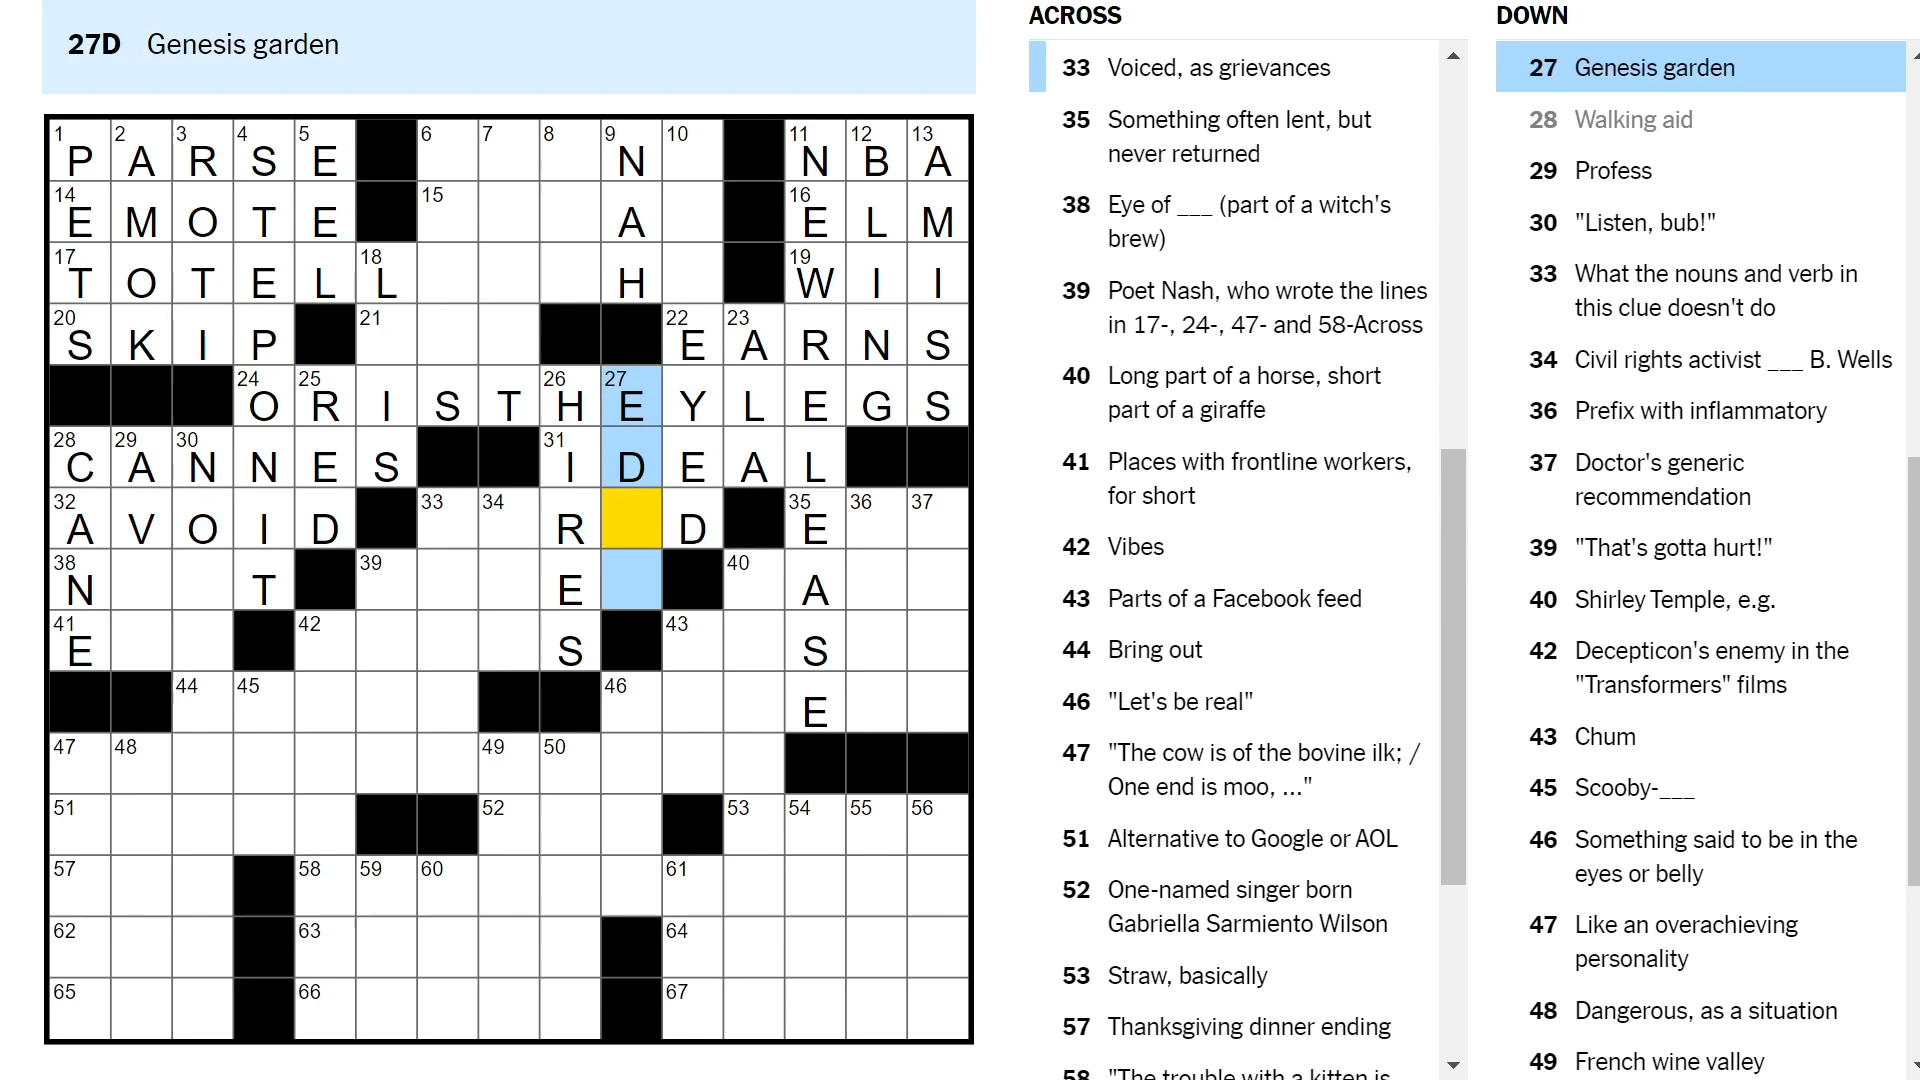 27D Genesis garden
1 2 3 4 5 6 7 8 9 10 11 12 13
P A R S E N N B A
14 15 16
E M O T E A E L M
17 18 19
T O T E L L H W I I
20 21 22 23
S K I P E A R N S
24 25 26 27
O R I S T H E Y L E G S
28 29 30 31
C A N N E S I D E A L
32 33 34 35 36 37
A V O I D R D E
38 39 40
N T E A
41 42 43
E S S
44 45 46
E
47 48 49 50
51 52 53 54 55 56
57 58 59 60 61
62 63 64
65 66 67
ACROSS
33 Voiced, as grievances
35 Something often lent, but
never returned
38 Eye of ___ (part of a witch's
brew)
39 Poet Nash, who wrote the lines
in 17-, 24-, 47- and 58-Across
40 Long part of a horse, short
part of a giraffe
41 Places with frontline workers,
for short
42 Vibes
43 Parts of a Facebook feed
44 Bring out
46 "Let's be real"
47 "The cow is of the bovine ilk; /
One end is moo, ..."
51 Alternative to Google or AOL
52 One-named singer born
Gabriella Sarmiento Wilson
53 Straw, basically
57 Thanksgiving dinner ending
58 "The trouble with a kitten is
DOWN
27 Genesis garden
28 Walking aid
29 Profess
30 "Listen, bub!"
33 What the nouns and verb in
this clue doesn't do
34 Civil rights activist ___ B. Wells
36 Prefix with inflammatory
37 Doctor's generic
recommendation
39 "That's gotta hurt!"
40 Shirley Temple, e.g.
42 Decepticon's enemy in the
"Transformers" films
43 Chum
45 Scooby-___
46 Something said to be in the
eyes or belly
47 Like an overachieving
personality
48 Dangerous, as a situation
49 French wine valley